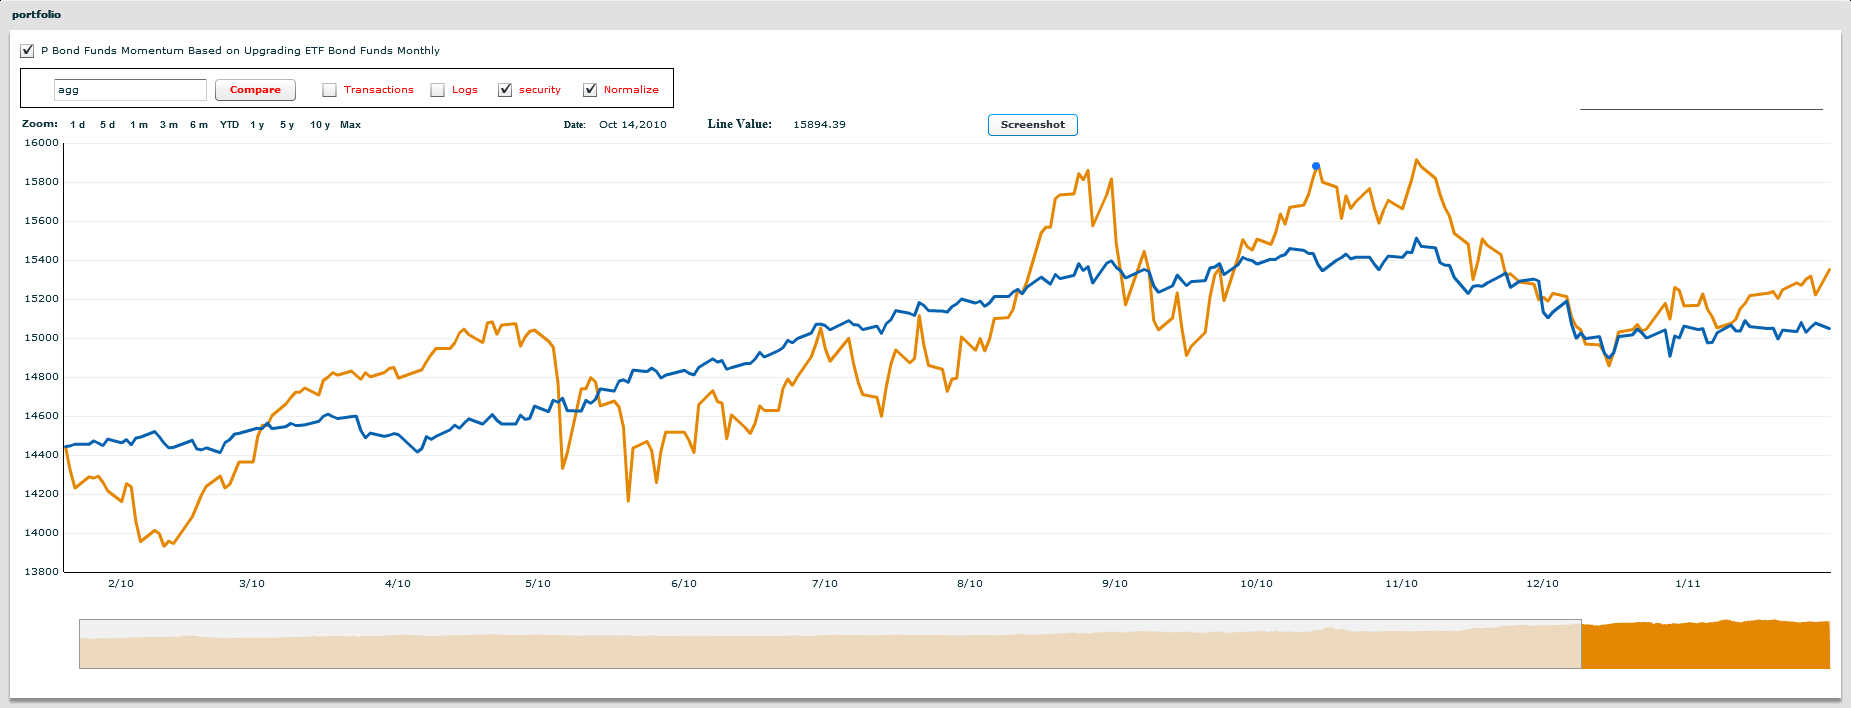 portfolio
P Bond Funds Momentum Based on Upgrading ETF Bond Funds Monthly
agg Compare Transactions Logs security Normalize
Zoom: 1 d 5 d 1 m 3 m 6 m YTD 1 y 5 y 10 y Max Date: Oct 14,2010 Line Value: 15894.39 Screenshot
16000
15800
15600
15400
15200
15000
14800
14600
14400
14200
14000
13800
2/10 3/10 4/10 5/10 6/10 7/10 8/10 9/10 10/10 11/10 12/10 1/11